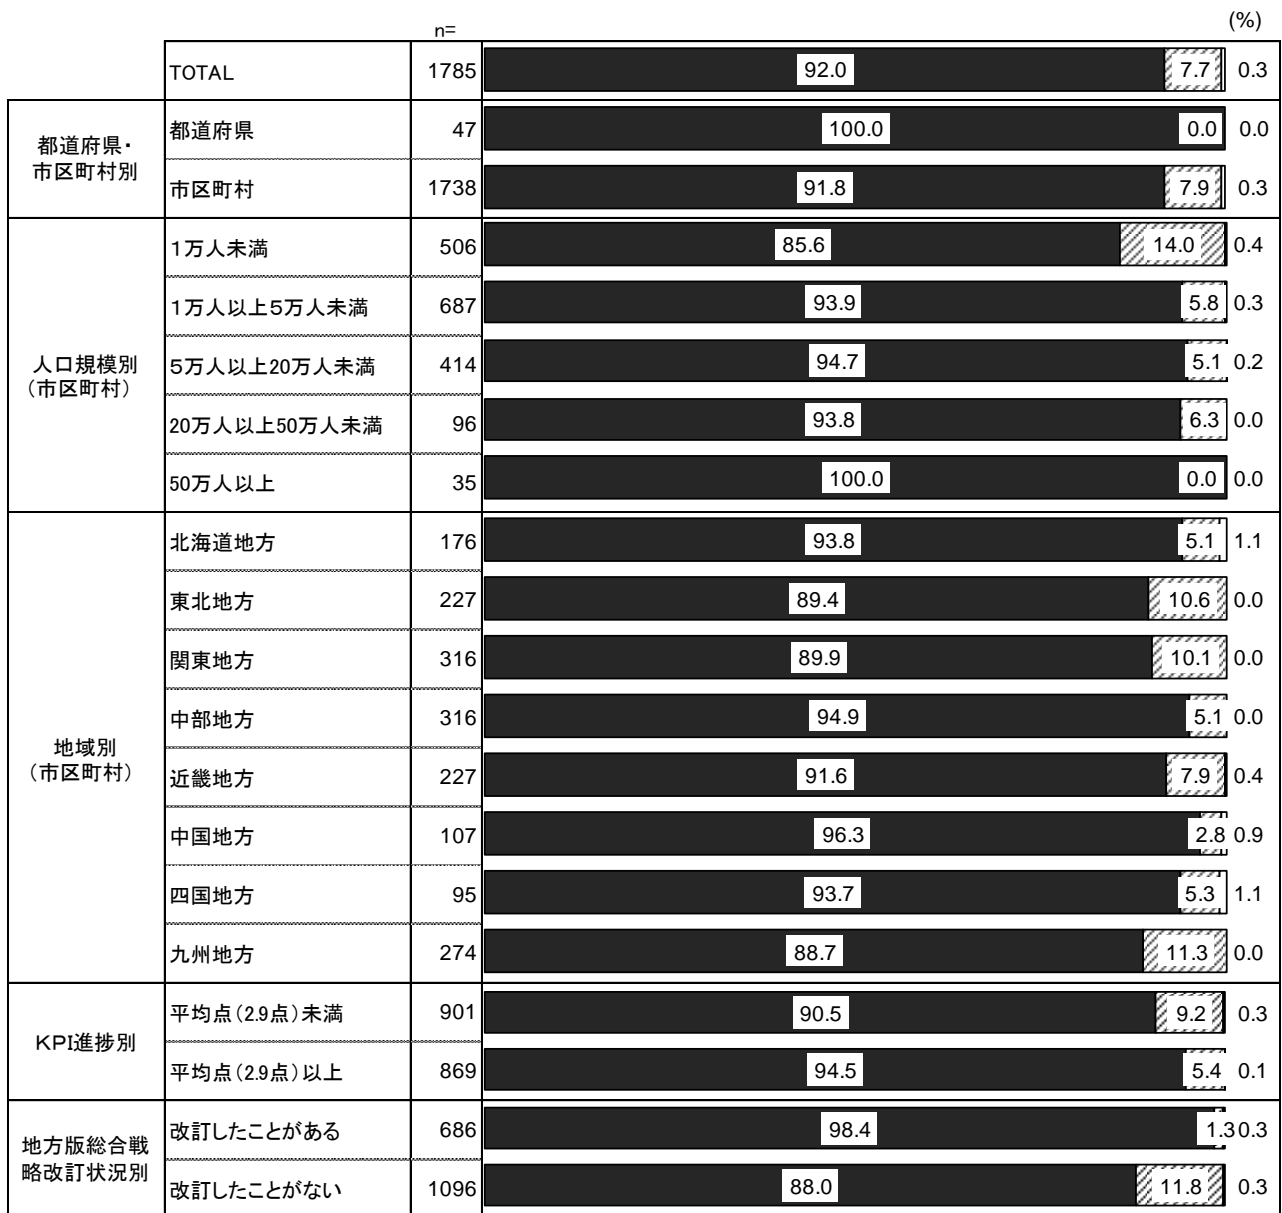 (%)
n=
TOTAL 1785 92.0 7.7 0.3
都道府県・
市区町村別
都道府県 47 100.0 0.0 0.0
市区町村 1738 91.8 7.9 0.3
人口規模別
（市区町村）
1万人未満 506 85.6 14.0 0.4
1万人以上5万人未満 687 93.9 5.8 0.3
5万人以上20万人未満 414 94.7 5.1 0.2
20万人以上50万人未満 96 93.8 6.3 0.0
50万人以上 35 100.0 0.0 0.0
地域別
（市区町村）
北海道地方 176 93.8 5.1 1.1
東北地方 227 89.4 10.6 0.0
関東地方 316 89.9 10.1 0.0
中部地方 316 94.9 5.1 0.0
近畿地方 227 91.6 7.9 0.4
中国地方 107 96.3 2.8 0.9
四国地方 95 93.7 5.3 1.1
九州地方 274 88.7 11.3 0.0
KPI進捗別
平均点（2.9点）未満 901 90.5 9.2 0.3
平均点（2.9点）以上 869 94.5 5.4 0.1
地方版総合戦
略改訂状況別
改訂したことがある 686 98.4 1.3 0.3
改訂したことがない 1096 88.0 11.8 0.3